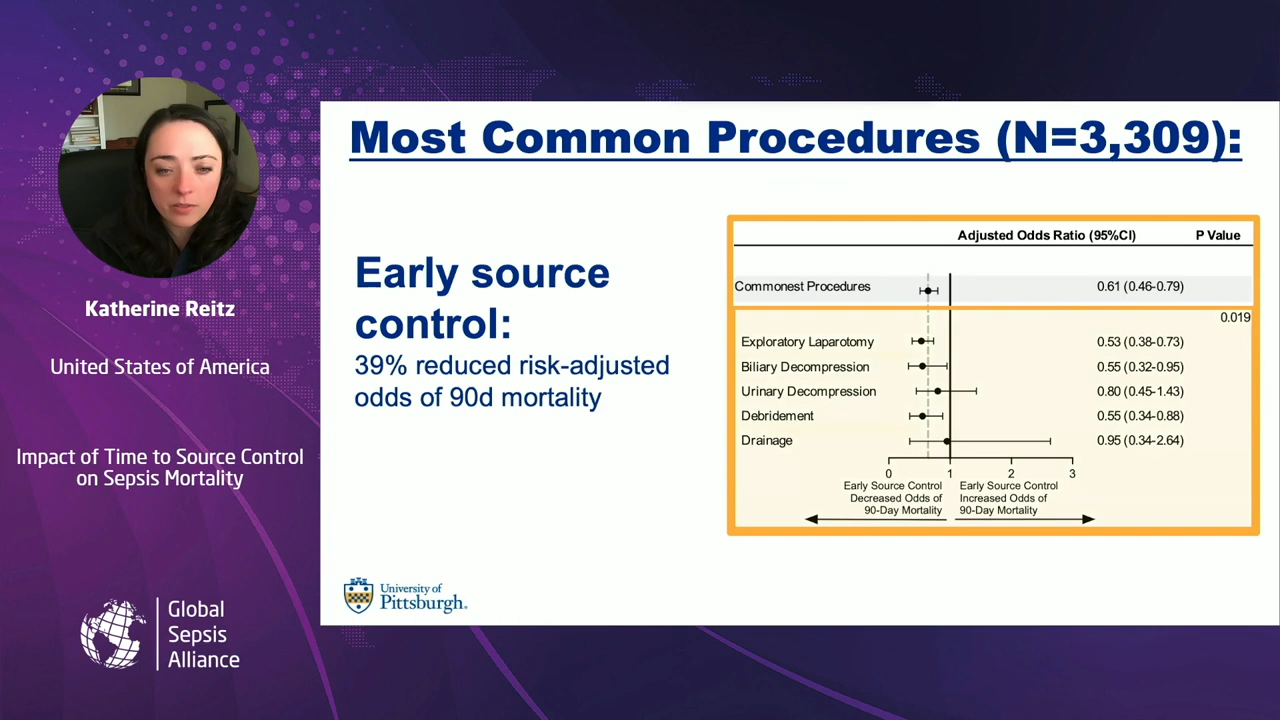 Katherine Reitz
United States of America
Impact of Time to Source Control
on Sepsis Mortality
Global
Sepsis
Alliance
Most Common Procedures (N=3,309):
Early source
control:
39% reduced risk-adjusted
odds of 90d mortality
Adjusted Odds Ratio (95%CI) P Value
Commonest Procedures 0.61 (0.46-0.79)
0.019
Exploratory Laparotomy 0.53 (0.38-0.73)
Biliary Decompression 0.55 (0.32-0.95)
Urinary Decompression 0.80 (0.45-1.43)
Debridement 0.55 (0.34-0.88)
Drainage 0.95 (0.34-2.64)
0 1 2 3
Early Source Control
Decreased Odds of
90-Day Mortality
Early Source Control
Increased Odds of
90-Day Mortality
University of
Pittsburgh.